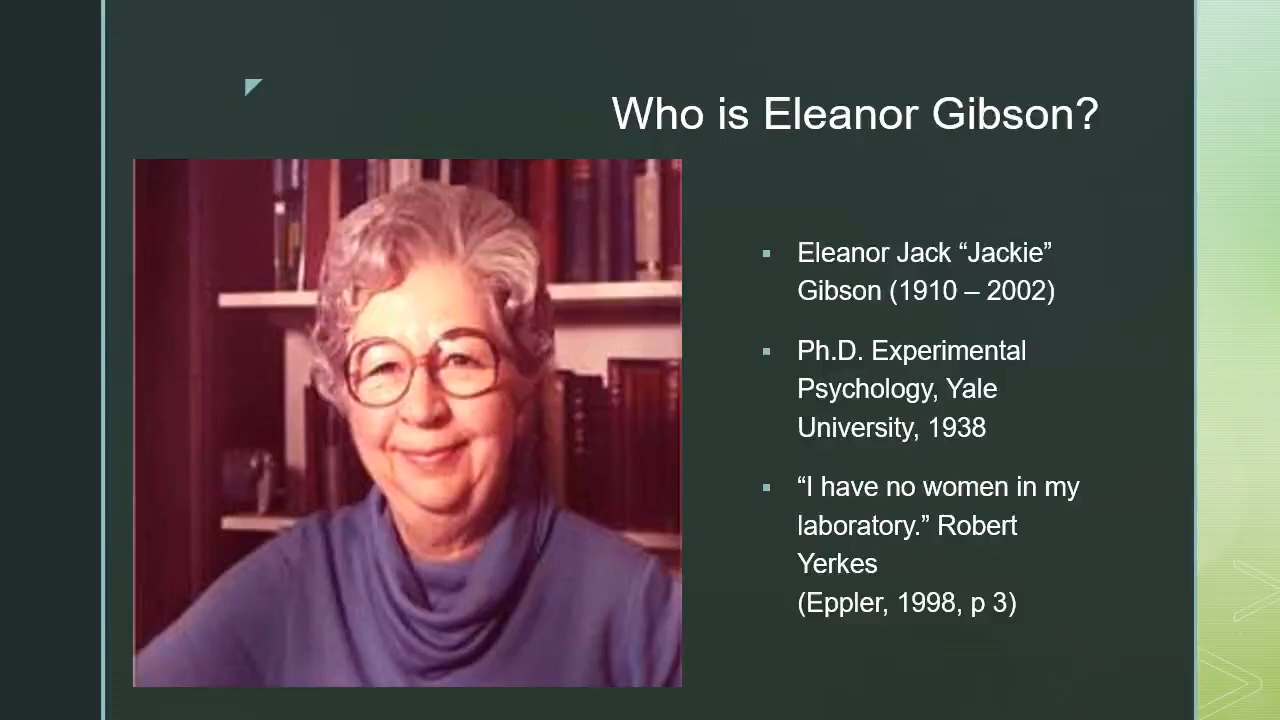 Who is Eleanor Gibson?
Eleanor Jack “Jackie”
Gibson (1910 – 2002)
Ph.D. Experimental
Psychology, Yale
University, 1938
“I have no women in my
laboratory.” Robert
Yerkes
(Eppler, 1998, p 3)